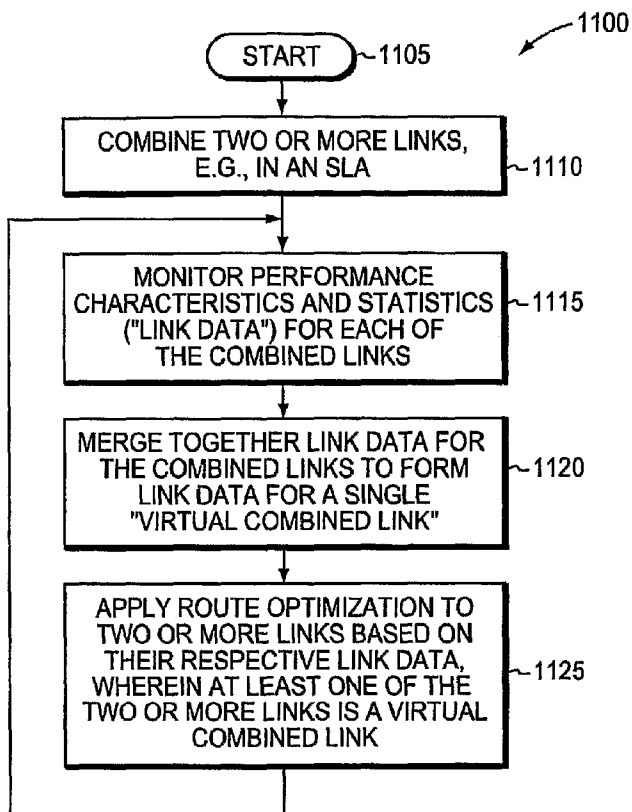 1100
START
1105
COMBINE TWO OR MORE LINKS,
E.G., IN AN SLA
1110
MONITOR PERFORMANCE
CHARACTERISTICS AND STATISTICS
("LINK DATA") FOR EACH OF
THE COMBINED LINKS
1115
MERGE TOGETHER LINK DATA FOR
THE COMBINED LINKS TO FORM
LINK DATA FOR A SINGLE
"VIRTUAL COMBINED LINK"
1120
APPLY ROUTE OPTIMIZATION TO
TWO OR MORE LINKS BASED ON
THEIR RESPECTIVE LINK DATA,
WHEREIN AT LEAST ONE OF THE
TWO OR MORE LINKS IS A VIRTUAL
COMBINED LINK
1125